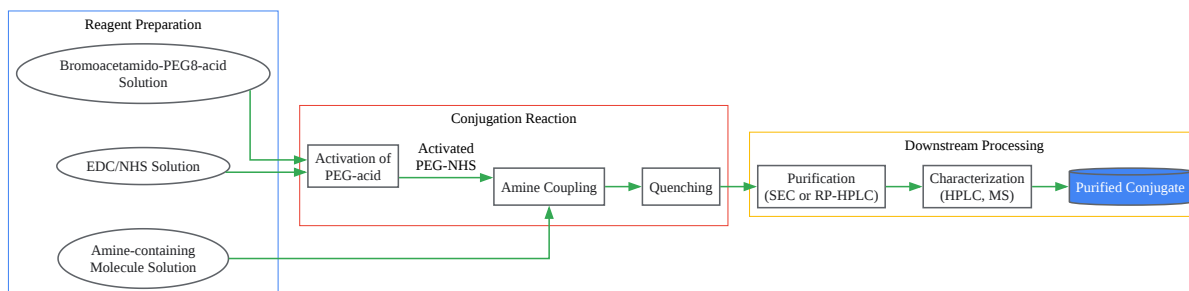 Reagent Preparation
Bromoacetamido-PEG8-acid
Solution
EDC/NHS Solution
Amine-containing
Molecule Solution
Conjugation Reaction
Activation of
PEG-acid
Activated
PEG-NHS
Amine Coupling
Quenching
Downstream Processing
Purification
(SEC or RP-HPLC)
Characterization
(HPLC, MS)
Purified Conjugate